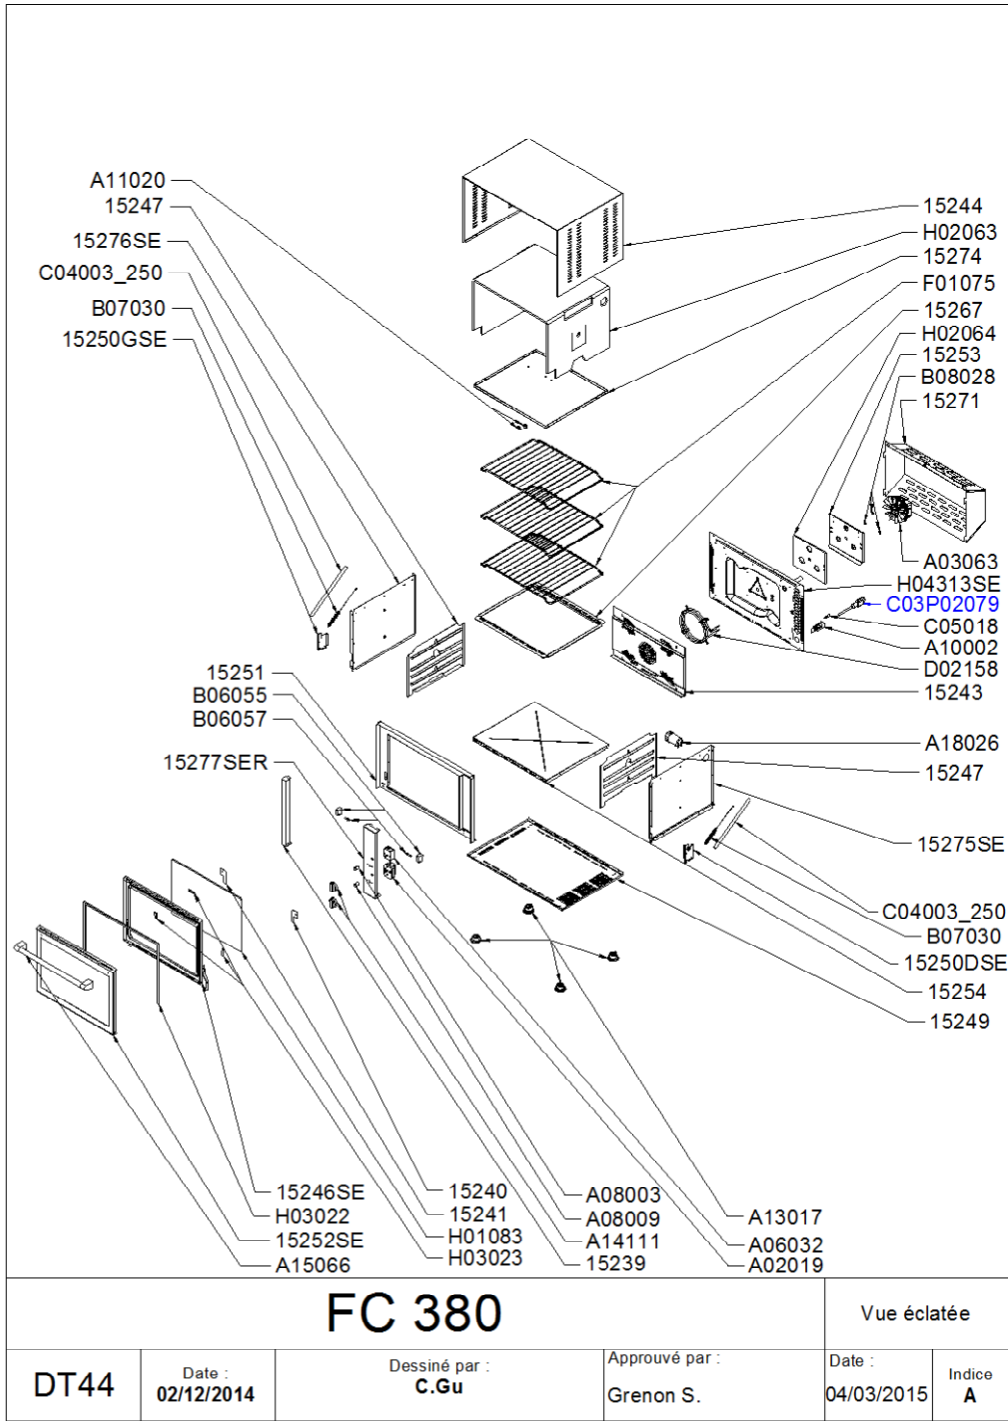 A11020
15247
15276SE
C04003_250
B07030
15250GSE
15244
H02063
15274
F01075
15267
H02064
15253
B08028
15271
A03063
H04313SE
C03P02079
C05018
A10002
D02158
15243
15251
B06055
B06057
15277SER
A18026
15247
15275SE
C04003_250
B07030
15250DSE
15254
15249
15246SE
H03022
15252SE
A15066
15240
15241
H01083
H03023
A08003
A08009
A14111
15239
A13017
A06032
A02019
FC 380
Vue éclatée
DT44
Date :
02/12/2014
Dessiné par :
C.Gu
Approuvé par :
Grenon S.
Date :
04/03/2015
Indice
A